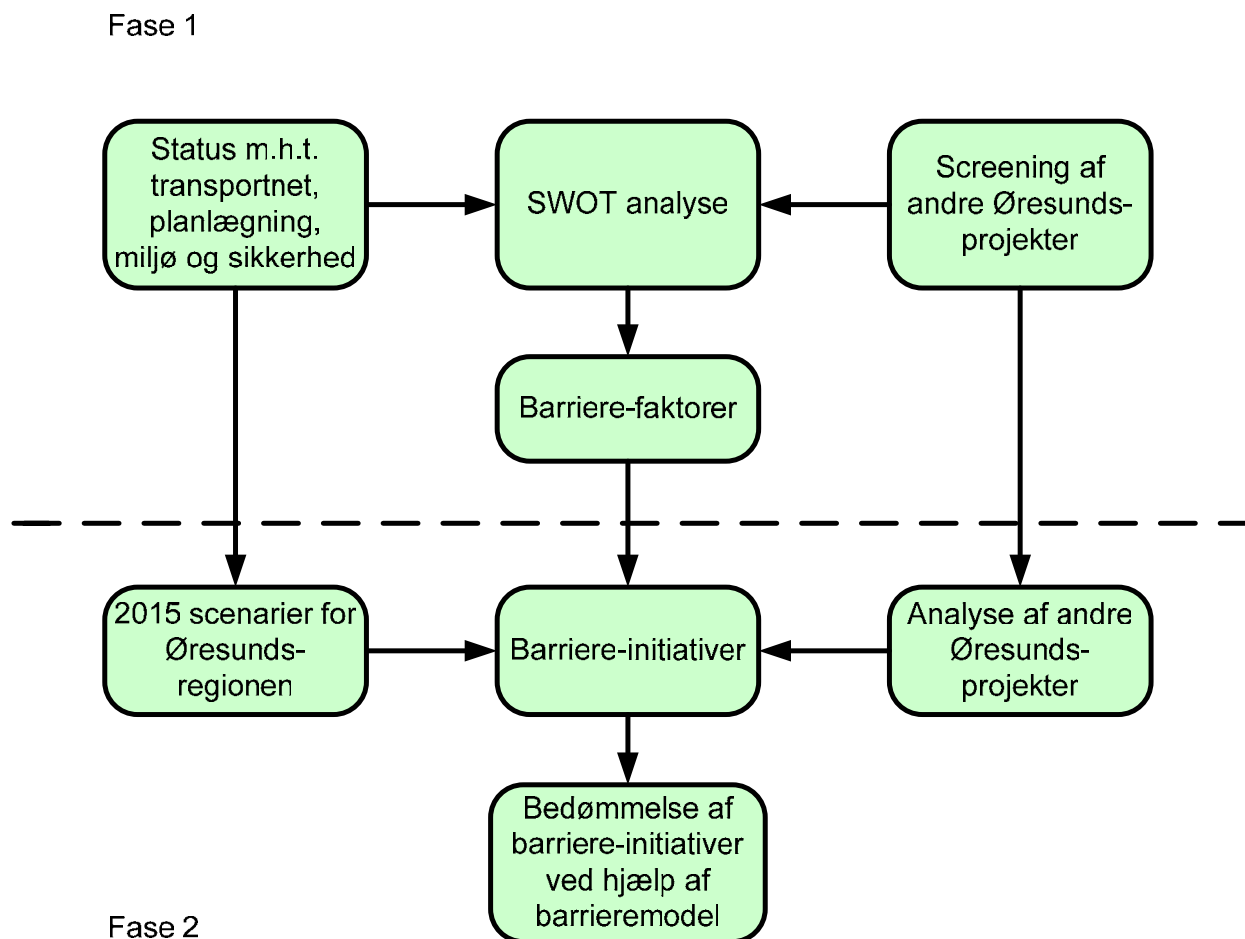 Fase 1
Status m.h.t.
transportnet,
planlægning,
miljø og sikkerhed
SWOT analyse
Screening af
andre Øresunds-
projekter
Barriere-faktorer
2015 scenarier for
Øresunds-
regionen
Barriere-initiativer
Analyse af andre
Øresunds-
projekter
Bedømmelse af
barriere-initiativer
ved hjælp af
barrieremodel
Fase 2